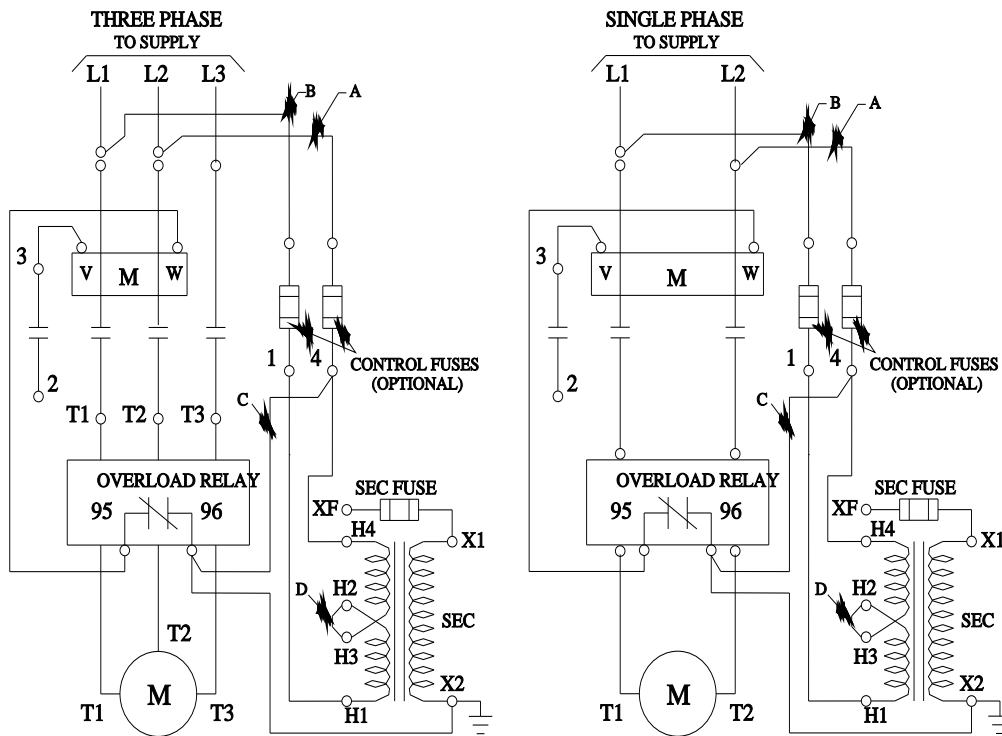 THREE PHASE
TO SUPPLY
L1 L2 L3
B
A
3
V M W
1 4
CONTROL FUSES
(OPTIONAL)
2
C
T1 T2 T3
OVERLOAD RELAY
95 96
SEC FUSE
XF
H4
X1
D
H2
SEC
H3
T2
X2
M
T1 T3
H1
SINGLE PHASE
TO SUPPLY
L1 L2
B
A
3
V M W
1 4
CONTROL FUSES
(OPTIONAL)
2
C
OVERLOAD RELAY
95 96
SEC FUSE
XF
H4
X1
D
H2
SEC
H3
X2
M
T1 T2
H1